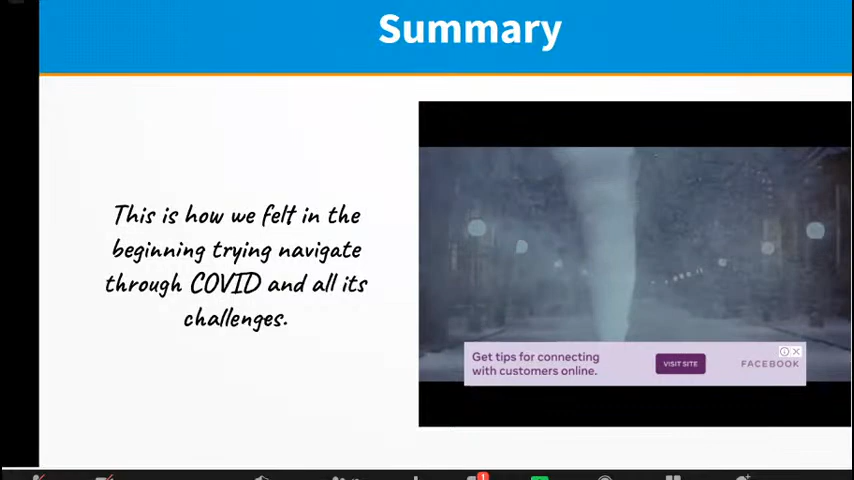 Summary
This is how we felt in the
beginning trying navigate
through COVID and all its
challenges.
Get tips for connecting
with customers online.
VISIT SITE
FACEBOOK
1